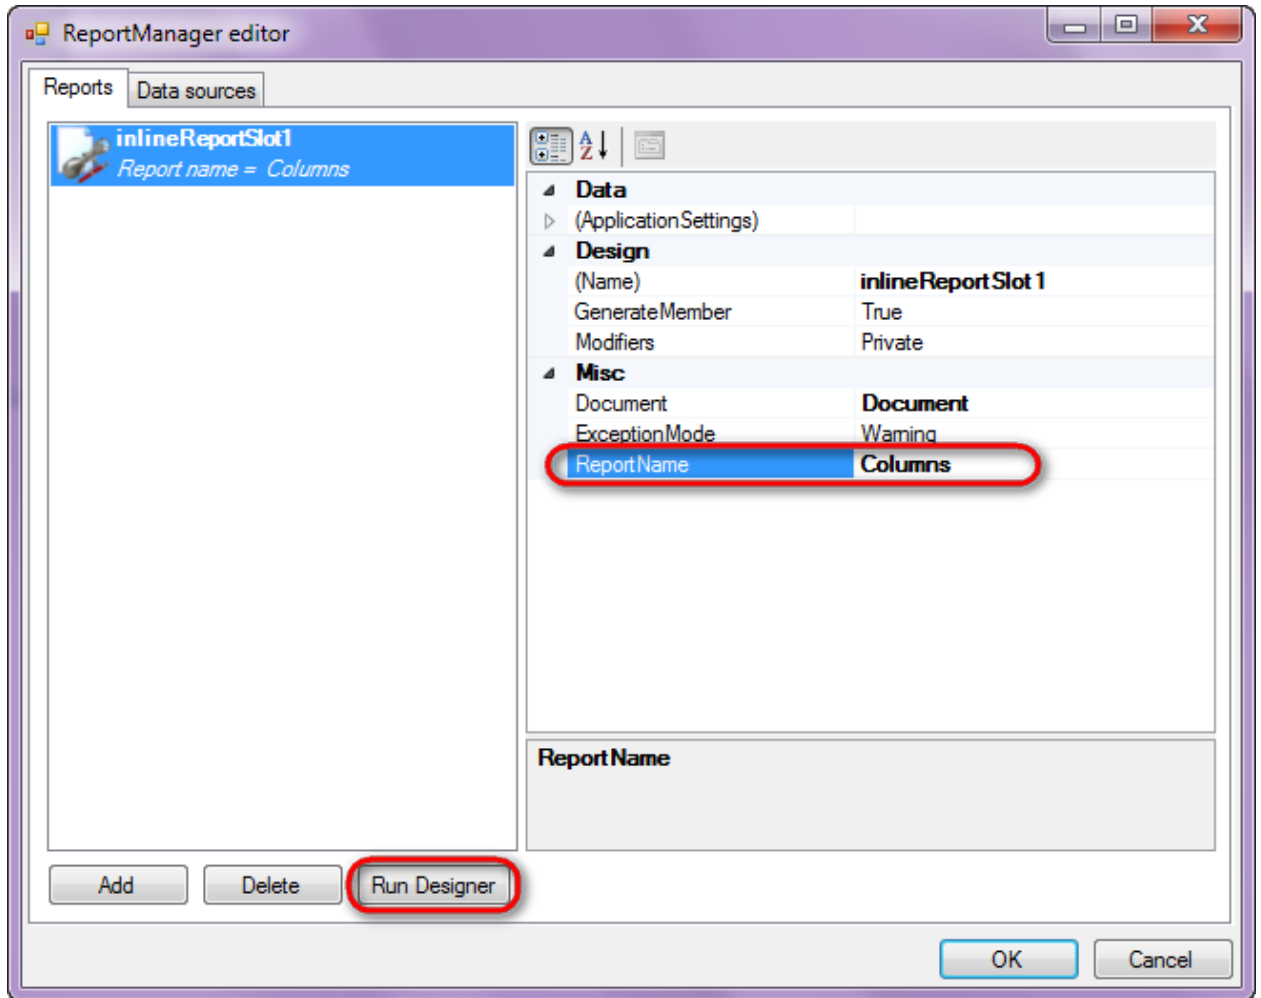 ReportManager editor
Reports
Data sources
inlineReportSlot1
Report name = Columns
Data
(ApplicationSettings)
Design
(Name) inlineReportSlot1
GenerateMember True
Modifiers Private
Misc
Document Document
ExceptionMode Warning
ReportName Columns
ReportName
Add
Delete
Run Designer
OK
Cancel